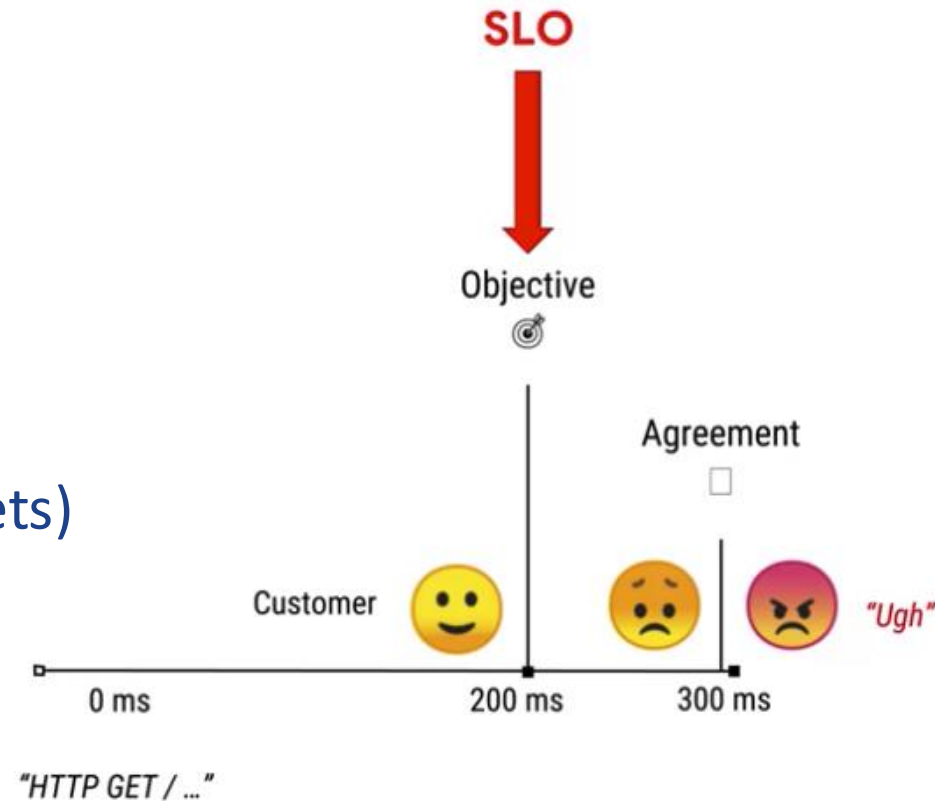 SLO
Objective
Agreement
ets)
Customer
"Ugh"
0 ms
200 ms
300 ms
"HTTP GET / ..."